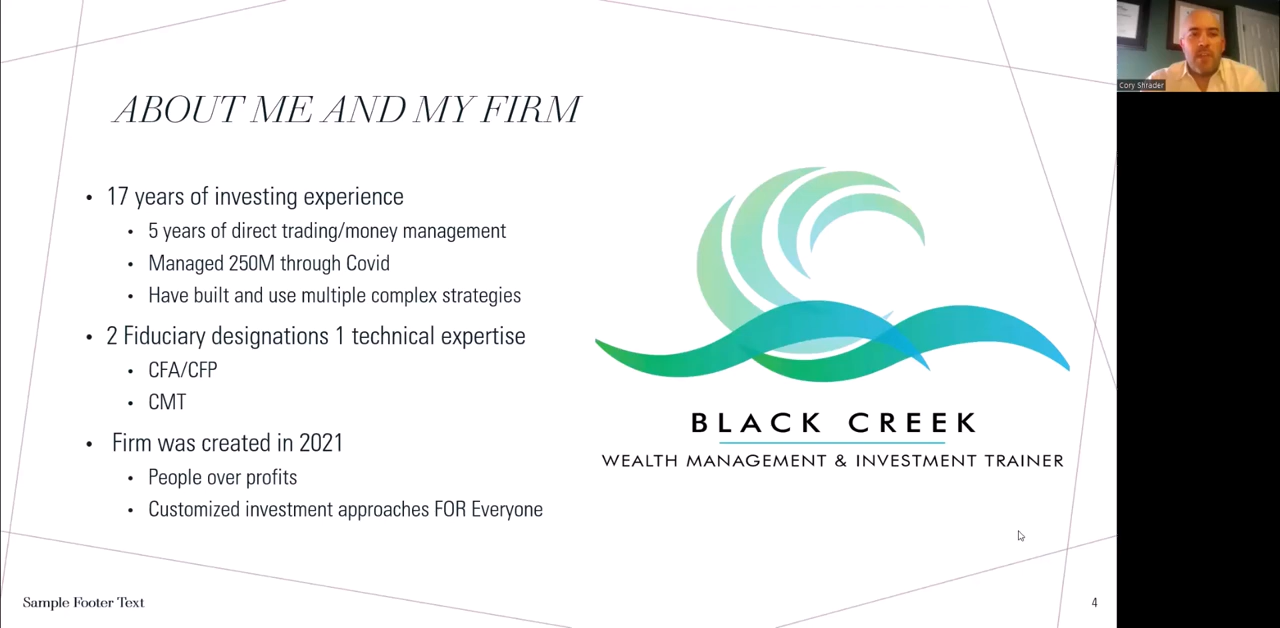 ABOUT ME AND MY FIRM
• 17 years of investing experience
• 5 years of direct trading/money management
• Managed 250M through Covid
• Have built and use multiple complex strategies
• 2 Fiduciary designations 1 technical expertise
• CFA/CFP
• CMT
• Firm was created in 2021
• People over profits
• Customized investment approaches FOR Everyone
BLACK CREEK
WEALTH MANAGEMENT & INVESTMENT TRAINER
Sample Footer Text
4
Cory Shrader